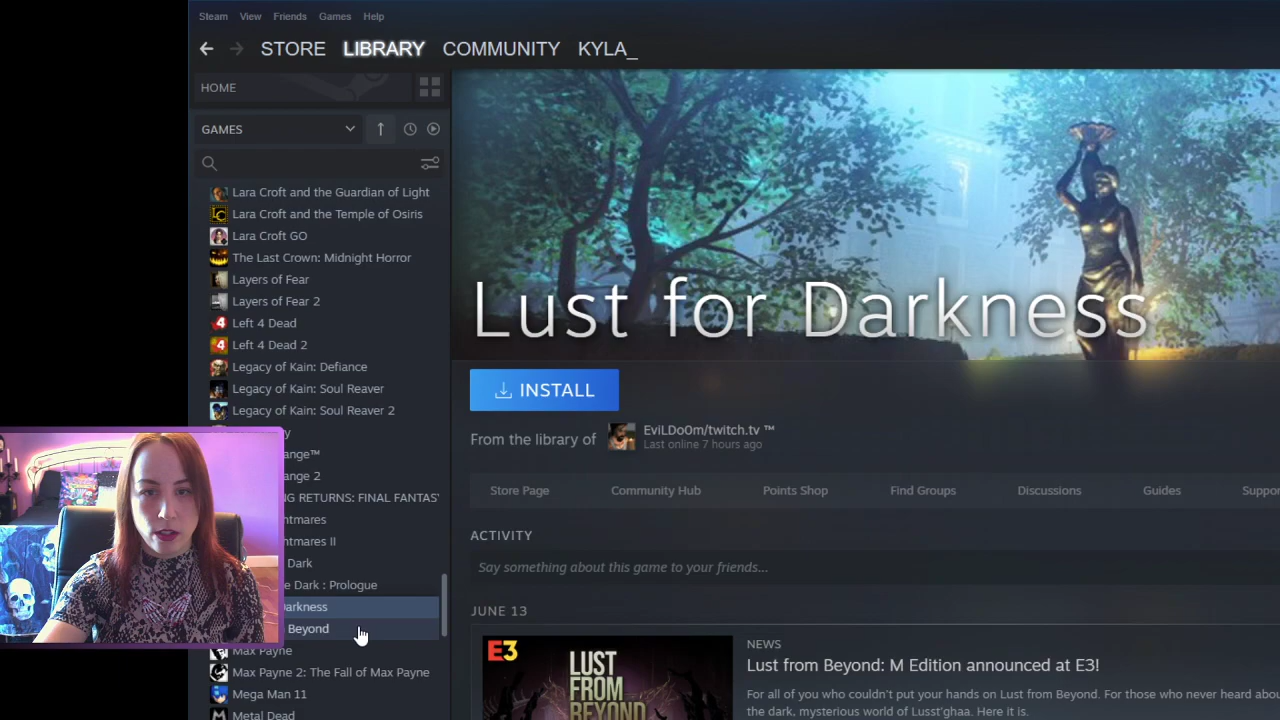 Steam View Friends Games Help
STORE LIBRARY COMMUNITY KYLA_
HOME
GAMES
Lara Croft and the Guardian of Light
Lara Croft and the Temple of Osiris
Lara Croft GO
The Last Crown: Midnight Horror
Layers of Fear
Layers of Fear 2
Left 4 Dead
Left 4 Dead 2
Legacy of Kain: Defiance
Legacy of Kain: Soul Reaver
Legacy of Kain: Soul Reaver 2
y
ange™
ange 2
NG RETURNS: FINAL FANTAS'
ntmares
ntmares II
Dark
e Dark : Prologue
Darkness
Beyond
Max Payne
Max Payne 2: The Fall of Max Payne
Mega Man 11
Metal Dead
Lust for Darkness
INSTALL
From the library of
EviLDo0m/twitch.tv ™
Last online 7 hours ago
Store Page Community Hub Points Shop Find Groups Discussions Guides Suppor
ACTIVITY
Say something about this game to your friends...
JUNE 13
E3
LUST
FROM
BEYOND
NEWS
Lust from Beyond: M Edition announced at E3!
For all of you who couldn't put your hands on Lust from Beyond. For those who never heard abou
the dark, mysterious world of Lusst'ghaa. Here it is.